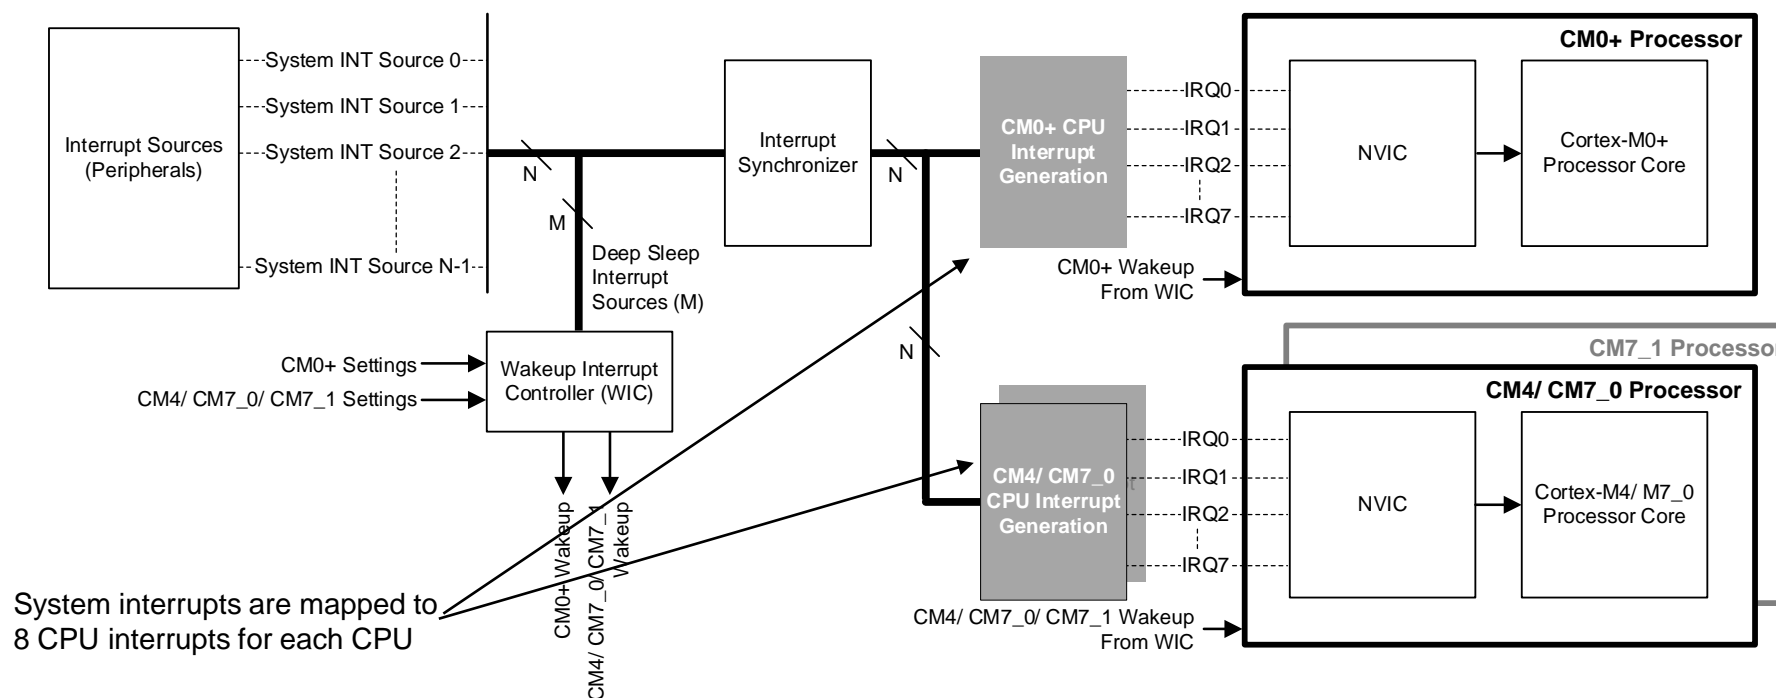 System INT Source 0
System INT Source 1
System INT Source 2
System INT Source N-1
Interrupt Sources
(Peripherals)
N
M
Deep Sleep
Interrupt
Sources (M)
Interrupt
Synchronizer
N
N
CM0+ CPU
Interrupt
Generation
IRQ0
IRQ1
IRQ2
IRQ7
CM0+ Processor
NVIC
Cortex-M0+
Processor Core
CM0+ Wakeup
From WIC
CM0+ Settings
CM4/ CM7_0/ CM7_1 Settings
Wakeup Interrupt
Controller (WIC)
CM0+ Wakeup
CM4/ CM7_0/ CM7_1
Wakeup
CM7_1 Processor
CM4/ CM7_0 Processor
CM4/ CM7_0
CPU Interrupt
Generation
IRQ0
IRQ1
IRQ2
IRQ7
NVIC
Cortex-M4/ M7_0
Processor Core
CM4/ CM7_0/ CM7_1 Wakeup
From WIC
System interrupts are mapped to
8 CPU interrupts for each CPU